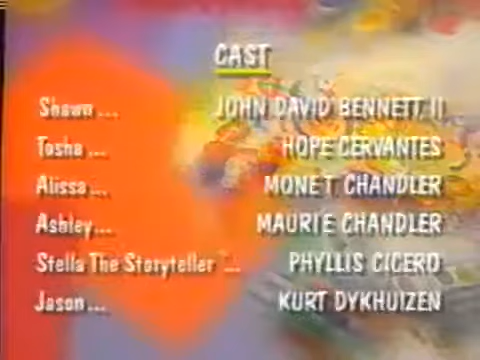 CAST
Shawn... JOHN DAVID BENNETT, II
Tosha... HOPE CERVANTES
Alissa... MONET CHANDLER
Ashley... MAURIE CHANDLER
Stella The Storyteller ... PHYLLIS CICERO
Jason... KURT DYKHUIZEN